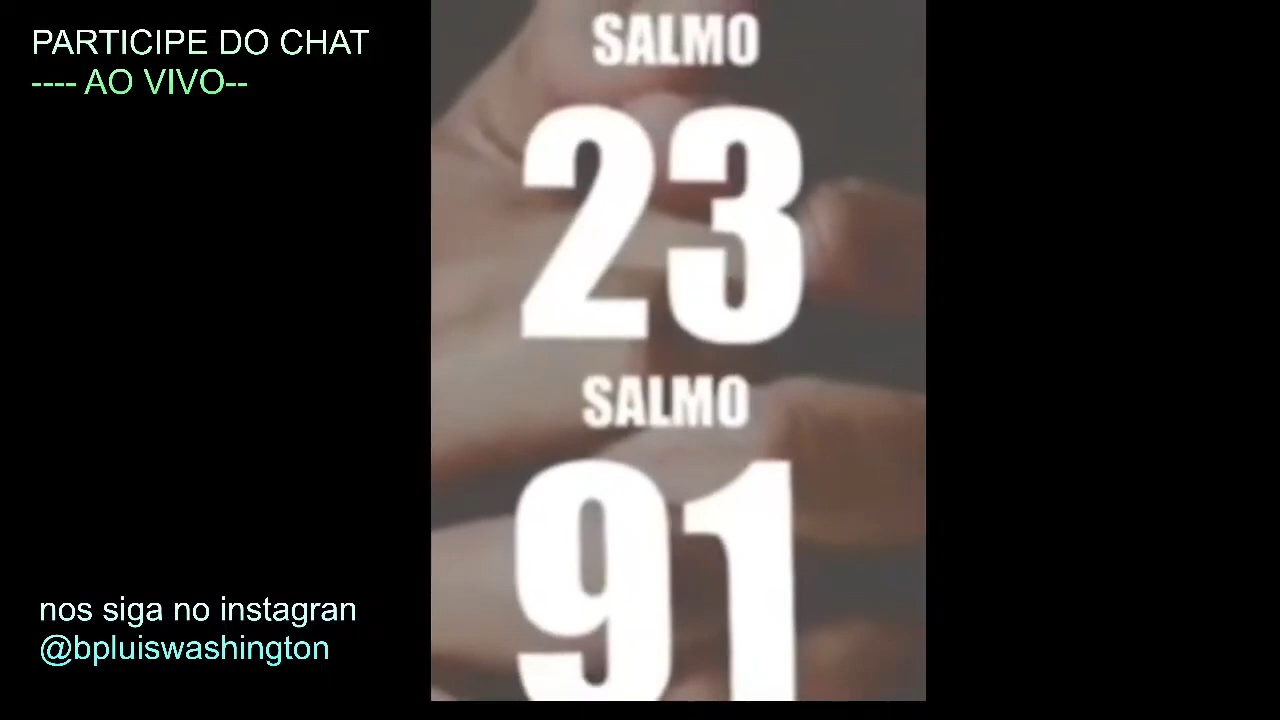 PARTICIPE DO CHAT
---- AO VIVO--
SALMO
23
SALMO
91
nos siga no instagran
@bpluiswashington